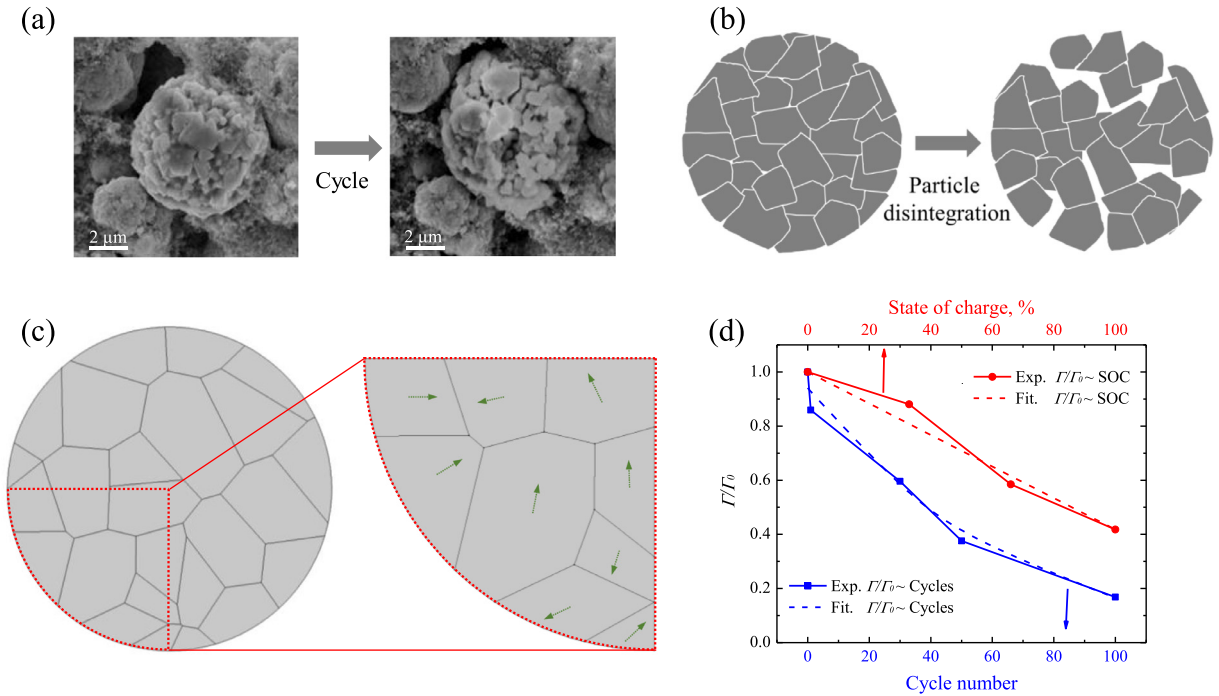 (a)
2 μm
Cycle
2 μm
(b)
Particle
disintegration
(c)
(d)
State of charge, %
0 20 40 60 80 100
Γ/Γ₀
1.0
0.8
0.6
0.4
0.2
0.0
Exp. Γ/Γ₀~ SOC
Fit. Γ/Γ₀~ SOC
Exp. Γ/Γ₀~ Cycles
Fit. Γ/Γ₀~ Cycles
0 20 40 60 80 100
Cycle number